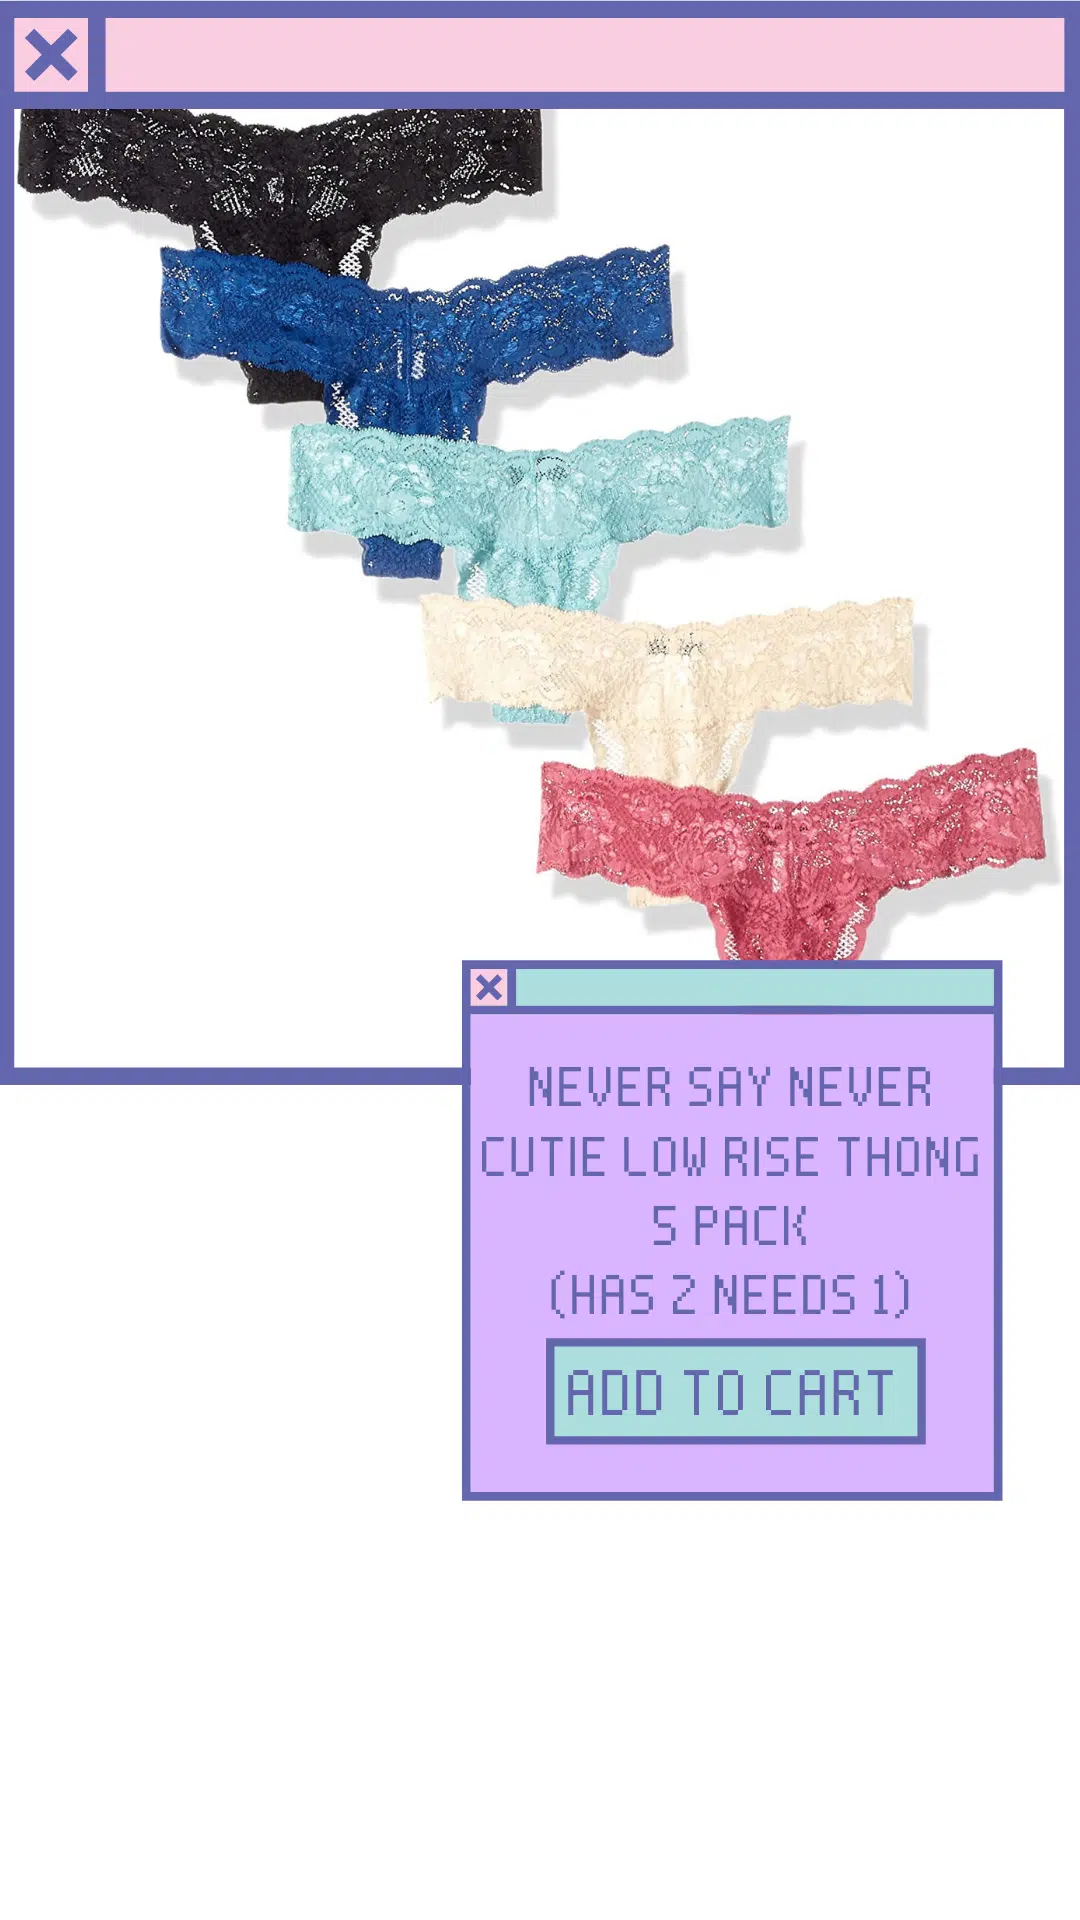 NEVER SAY NEVER
CUTIE LOW RISE THONG
5 PACK
(HAS 2 NEEDS 1)
ADD TO CART